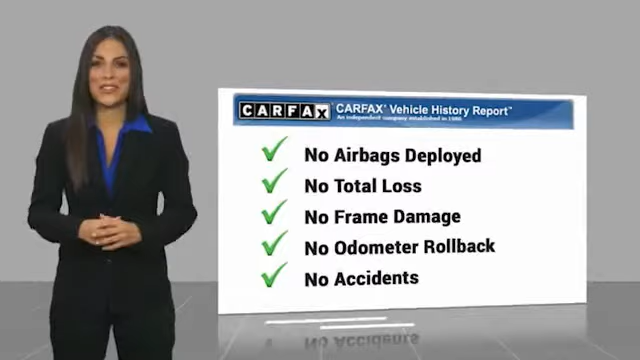 CARFAX CARFAX® Vehicle History Report™
An independent company established in 1986
No Airbags Deployed
No Total Loss
No Frame Damage
No Odometer Rollback
No Accidents